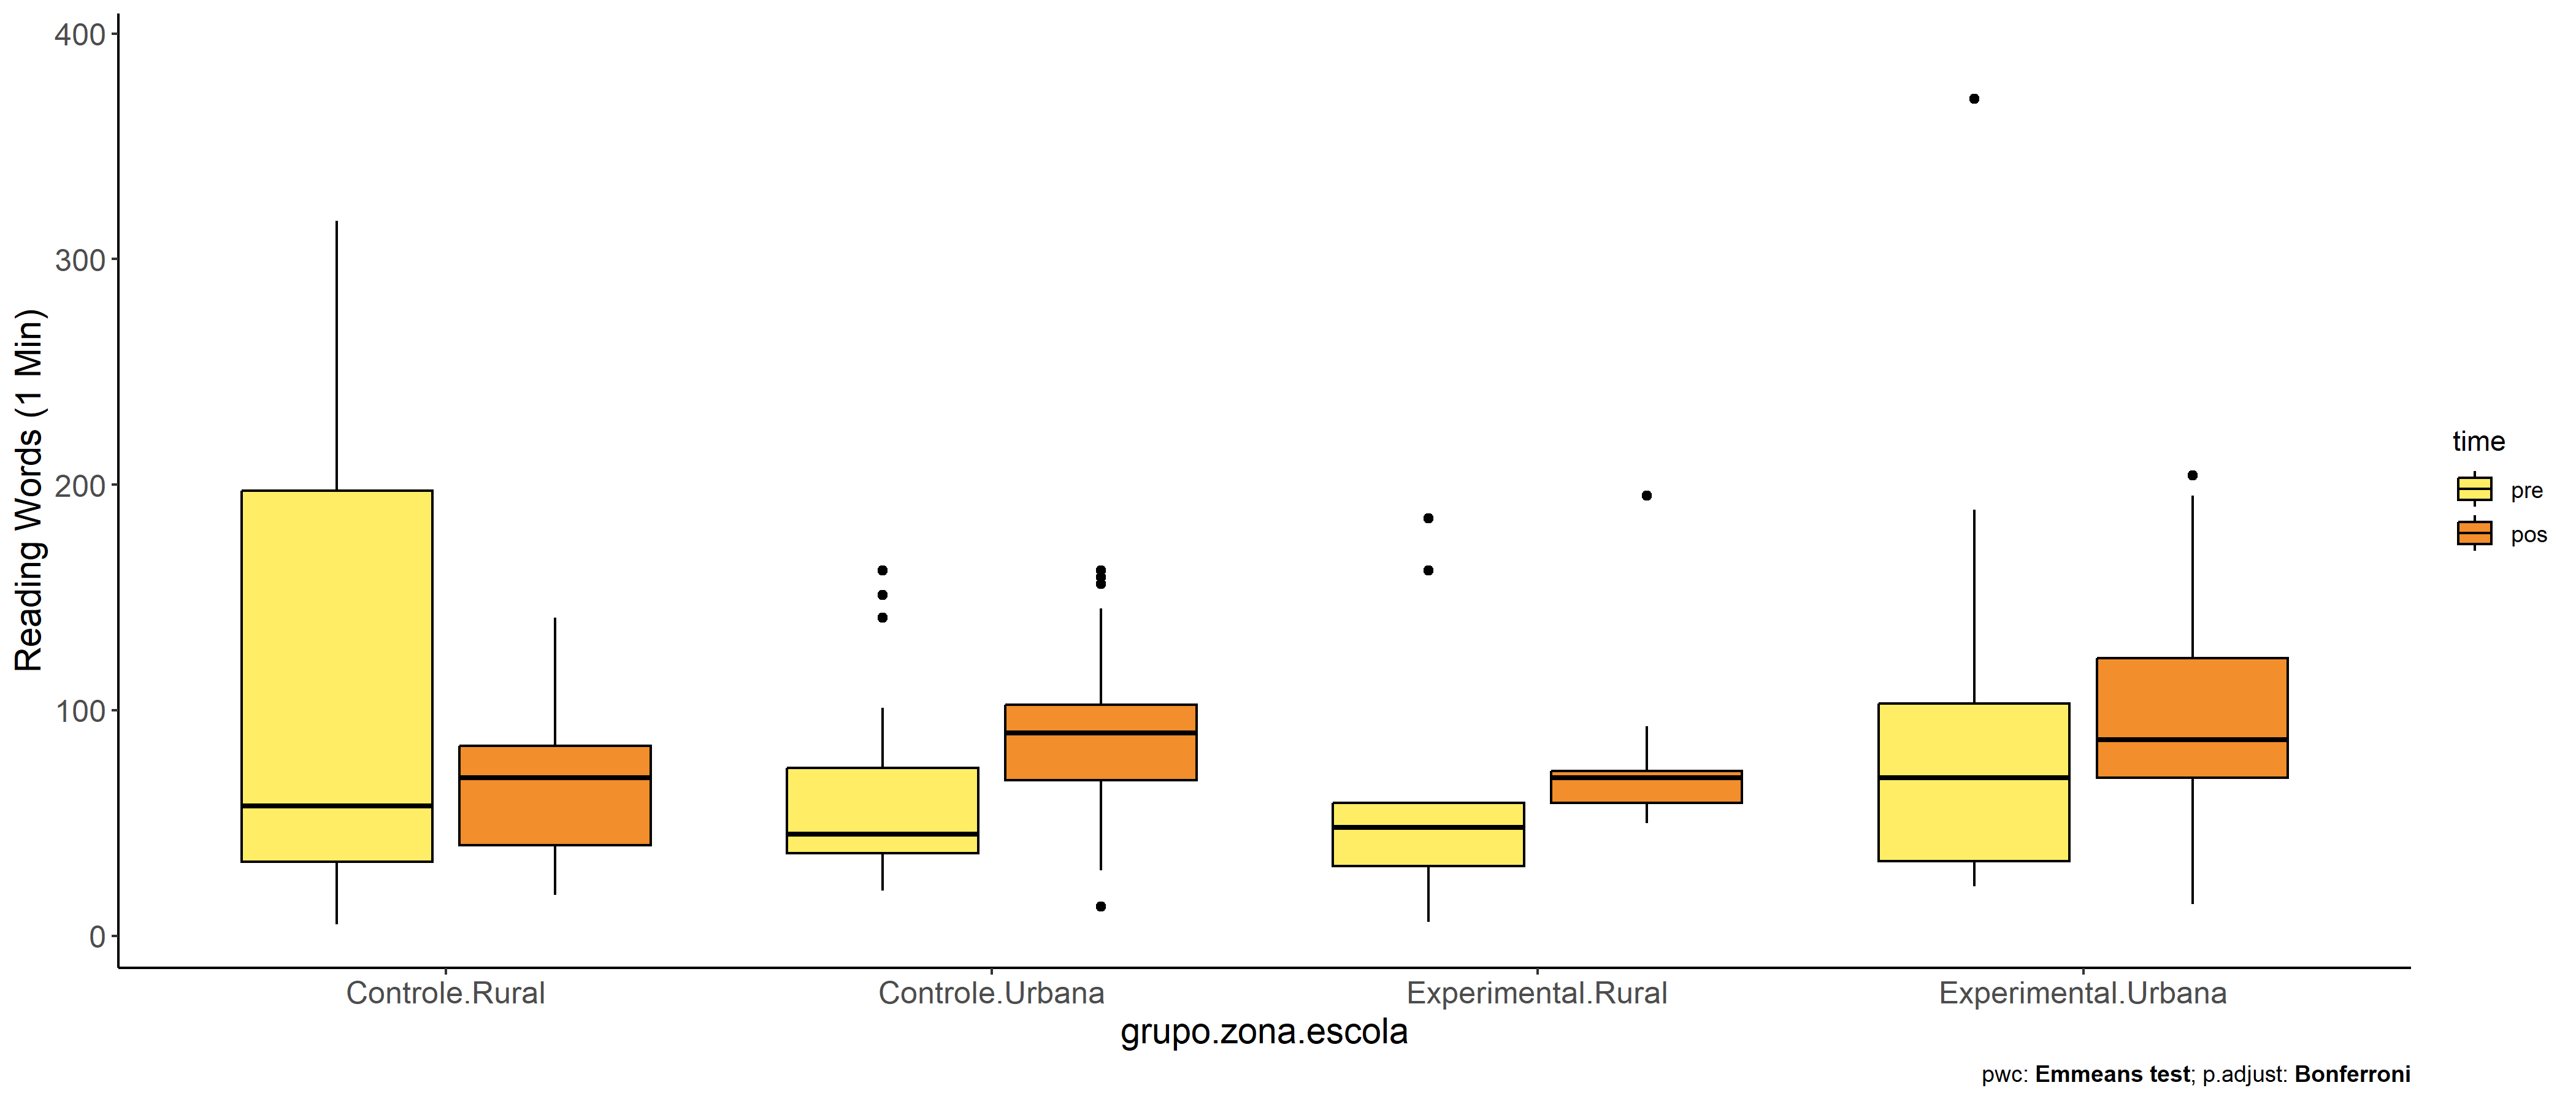 400
300
200
100
0
Reading Words (1 Min)
Controle.Rural
Controle.Urbana
Experimental.Rural
Experimental.Urbana
grupo.zona.escola
time
pre
pos
pwc: Emmeans test; p.adjust: Bonferroni